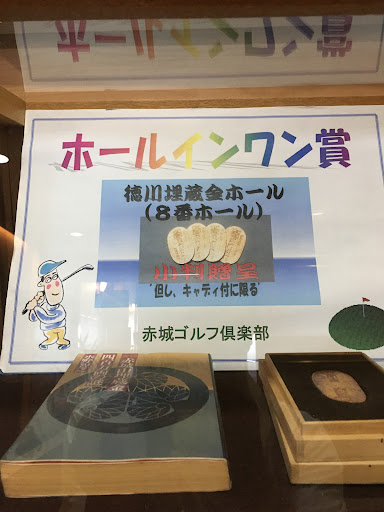 ホールインワン賞
徳川埋蔵金ホール
(8番ホール)
小判贈呈
*但し、キャディ付に限る*
赤城ゴルフ倶楽部